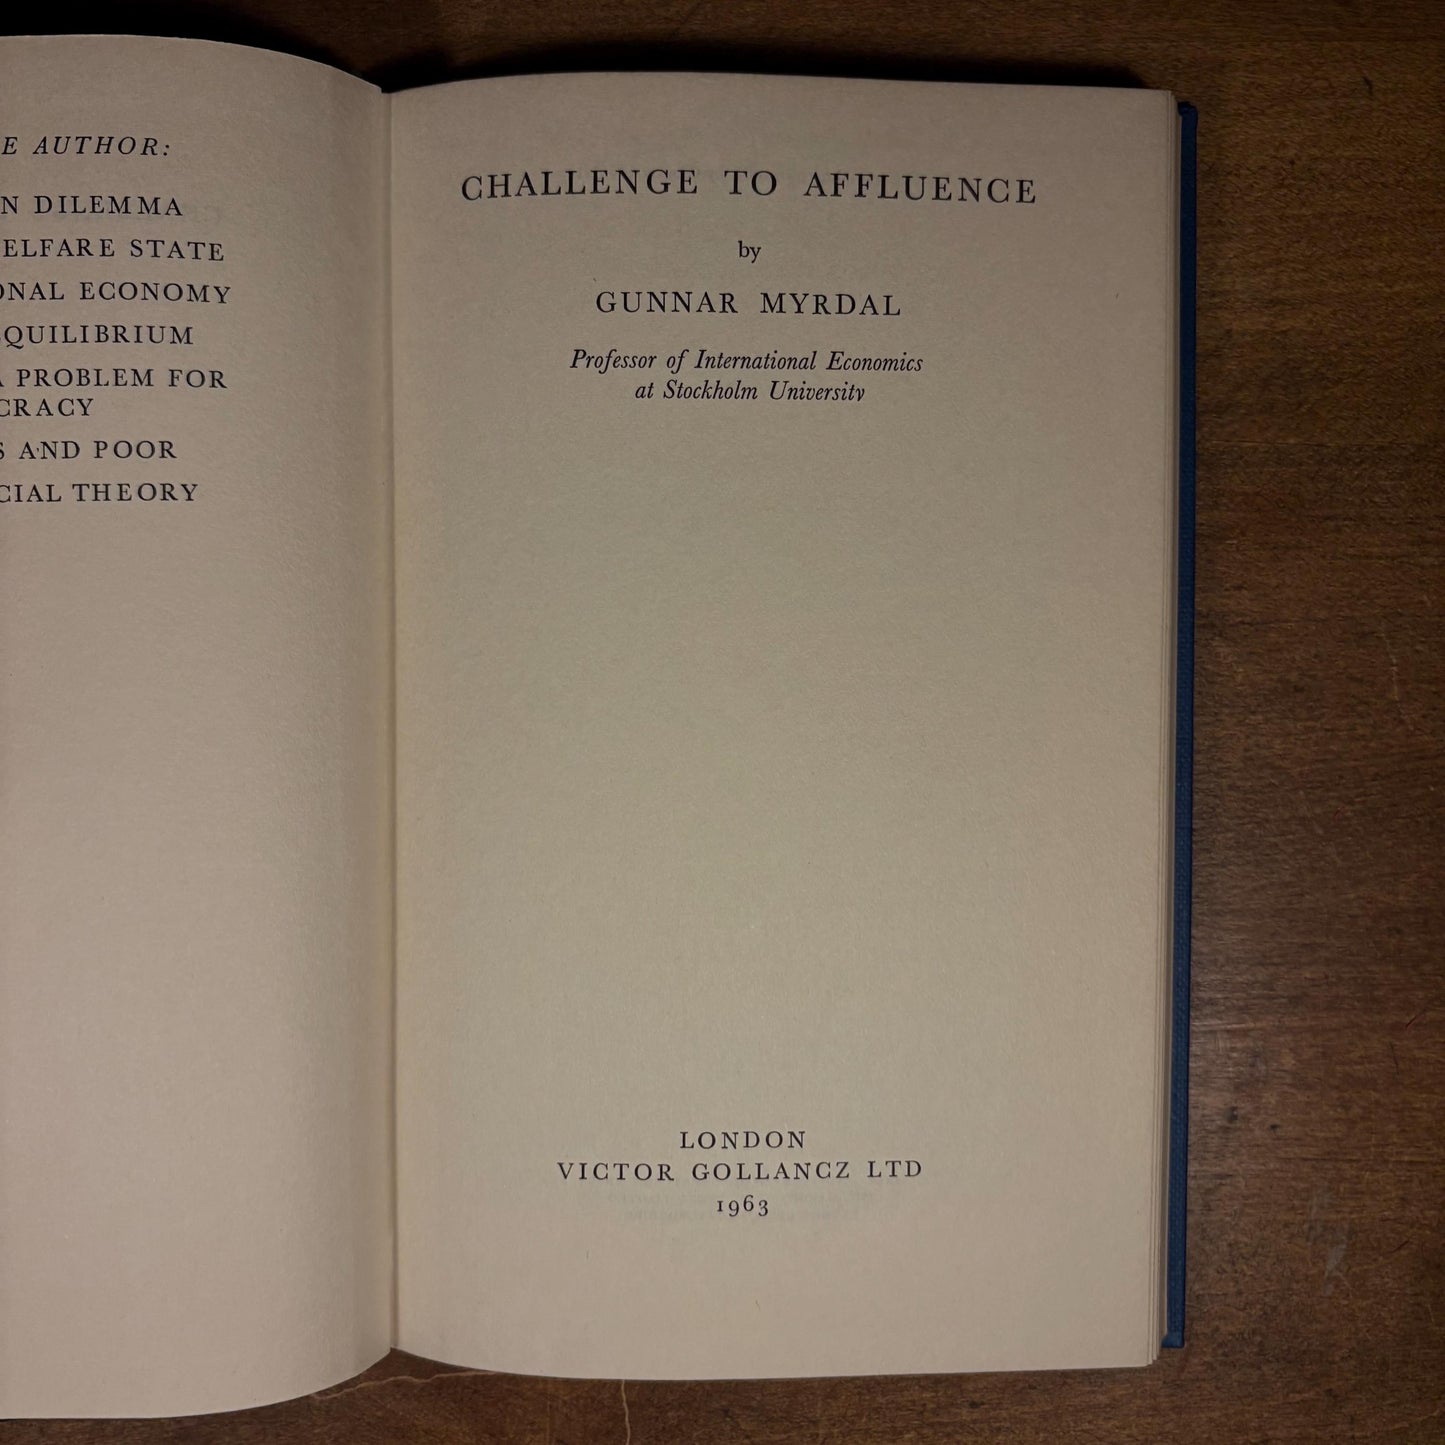 E AUTHOR:
N DILEMMA
ELFARE STATE
ONAL ECONOMY
QUILIBRIUM
A PROBLEM FOR
CRACY
S AND POOR
CIAL THEORY
CHALLENGE TO AFFLUENCE
by
GUNNAR MYRDAL
Professor of International Economics
at Stockholm University
LONDON
VICTOR GOLLANCZ LTD
1963